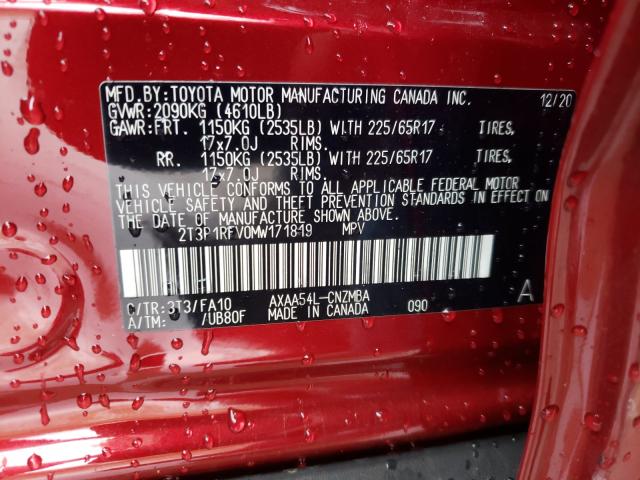 MFD. BY: TOYOTA MOTOR MANUFACTURING CANADA INC. 12/20
GVWR: 2090KG (4610LB)
GAWR: FRT. 1150KG (2535LB) WITH 225/65R17 TIRES,
17x7.0J RIMS.
RR. 1150KG (2535LB) WITH 225/65R17 TIRES,
17x7.0J RIMS.
THIS VEHICLE CONFORMS TO ALL APPLICABLE FEDERAL MOTOR
VEHICLE SAFETY AND THEFT PREVENTION STANDARDS IN EFFECT ON
THE DATE OF MANUFACTURE SHOWN ABOVE.
2T3P1RFV0MW171819 MPV
C/TR: 3T3/FA10 AXAA54L-CNZMBA 090 A
A/TM: /UB80F MADE IN CANADA